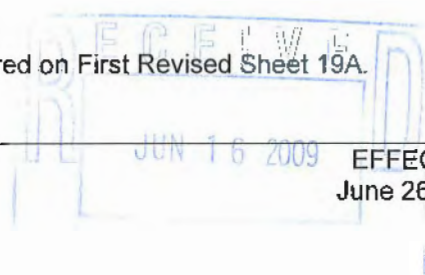 RECEIVED
red on First Revised Sheet 19A.
JUN 16 2009
EFFEC
June 26